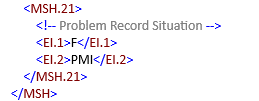 <MSH.21>
<!-- Problem Record Situation -->
<EI.1>F</EI.1>
<EI.2>PMI</EI.2>
</MSH.21>
</MSH>